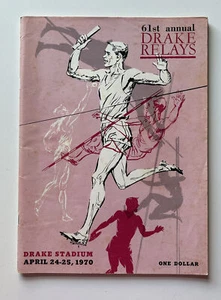 61st annual
DRAKE
RELAYS
DRAKE STADIUM
APRIL 24-25, 1970
ONE DOLLAR